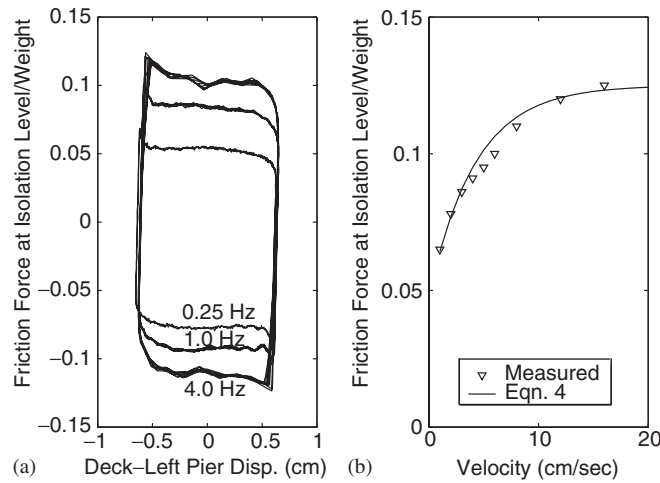 Friction Force at Isolation Level/Weight
0.15
0.1
0.05
0
−0.05
−0.1
−0.15
0.25 Hz
1.0 Hz
4.0 Hz
−1
−0.5
0
0.5
1
(a)
Deck–Left Pier Disp. (cm)
Friction Force at Isolation Level/Weight
0.15
0.1
0.05
0
Measured
Eqn. 4
0
10
20
(b)
Velocity (cm/sec)